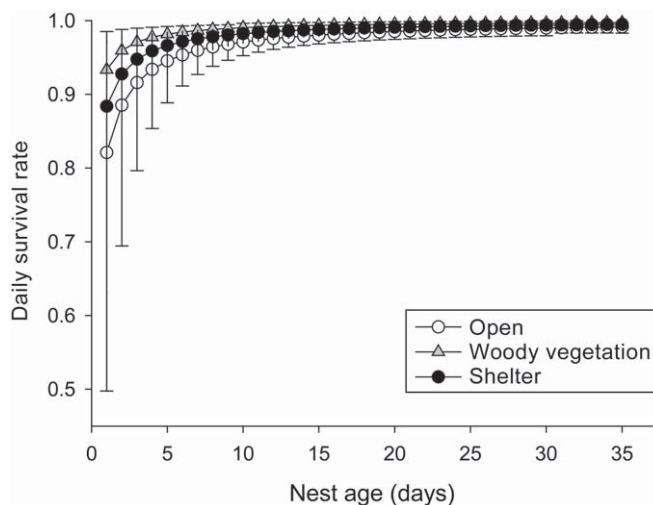 Daily survival rate
1.0
0.9
0.8
0.7
0.6
0.5
Open
Woody vegetation
Shelter
0 5 10 15 20 25 30 35
Nest age (days)